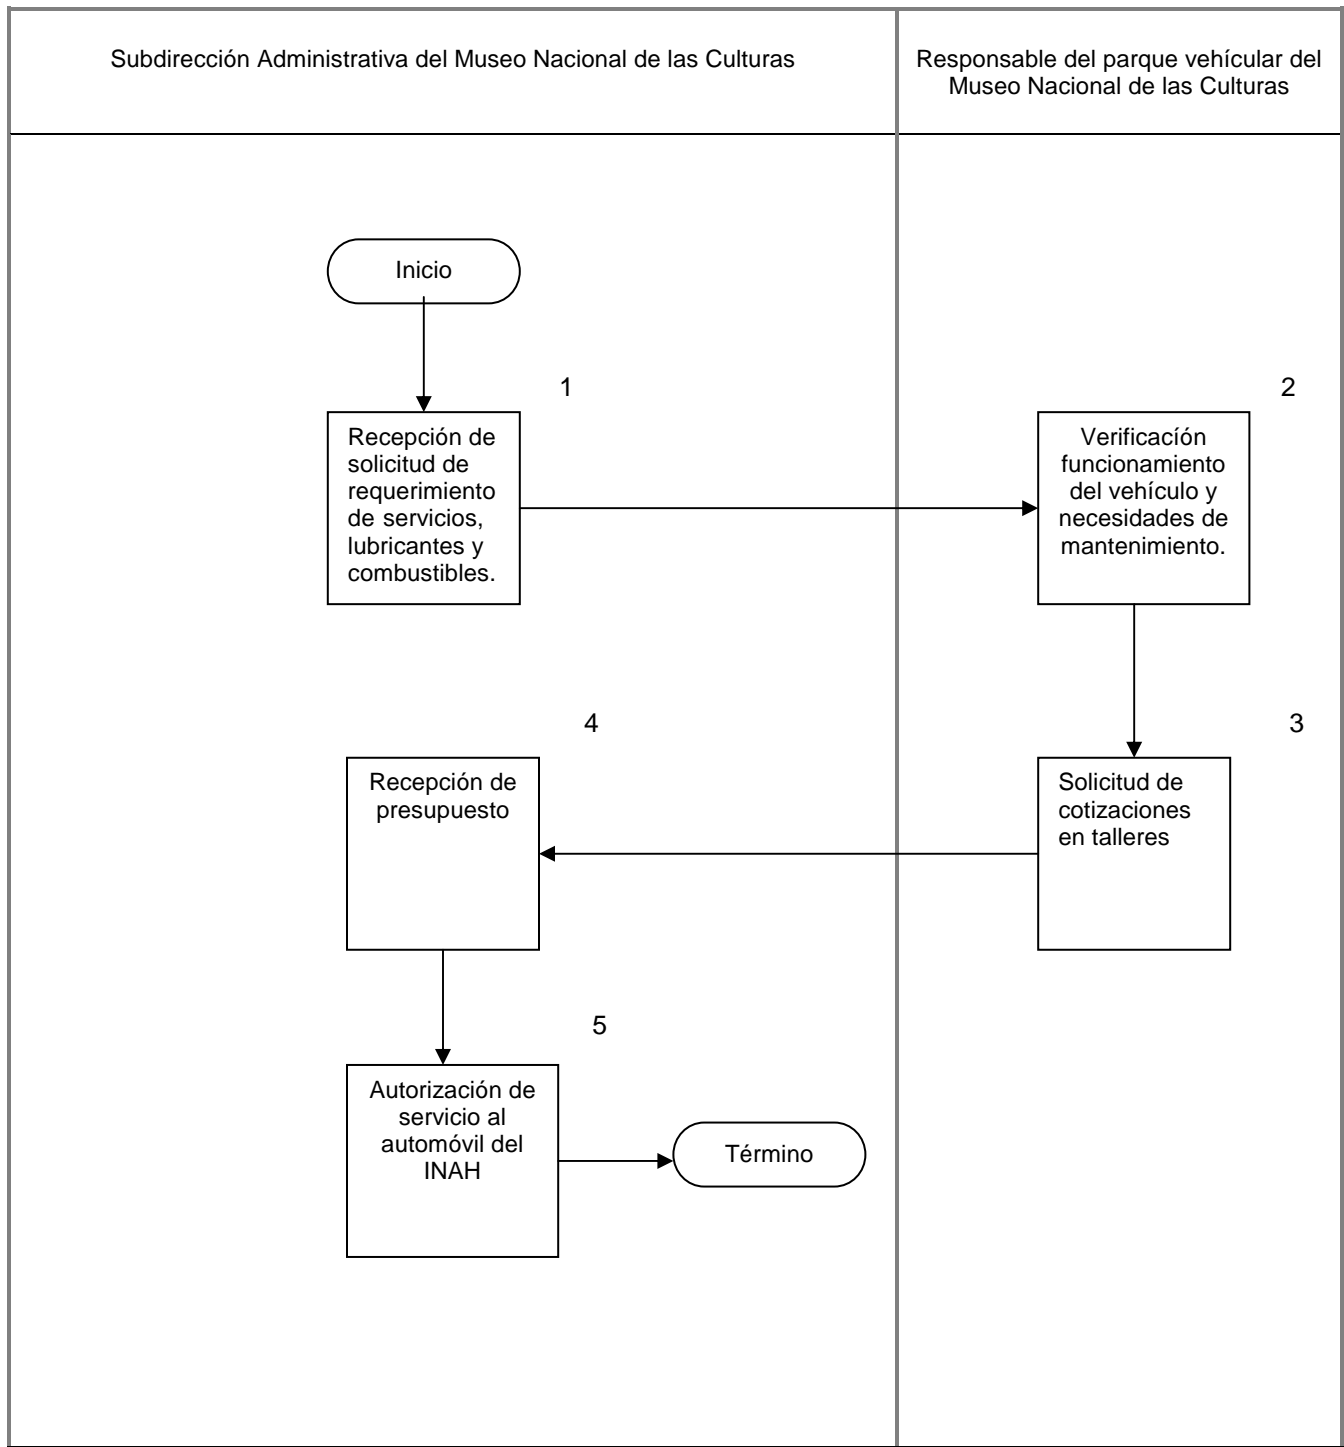 Subdirección Administrativa del Museo Nacional de las Culturas
Responsable del parque vehícular del
Museo Nacional de las Culturas
Inicio
1
Recepción de
solicitud de
requerimiento
de servicios,
lubricantes y
combustibles.
2
Verificacíón
funcionamiento
del vehículo y
necesidades de
mantenimiento.
3
Solicitud de
cotizaciones
en talleres
4
Recepción de
presupuesto
5
Autorización de
servicio al
automóvil del
INAH
Término